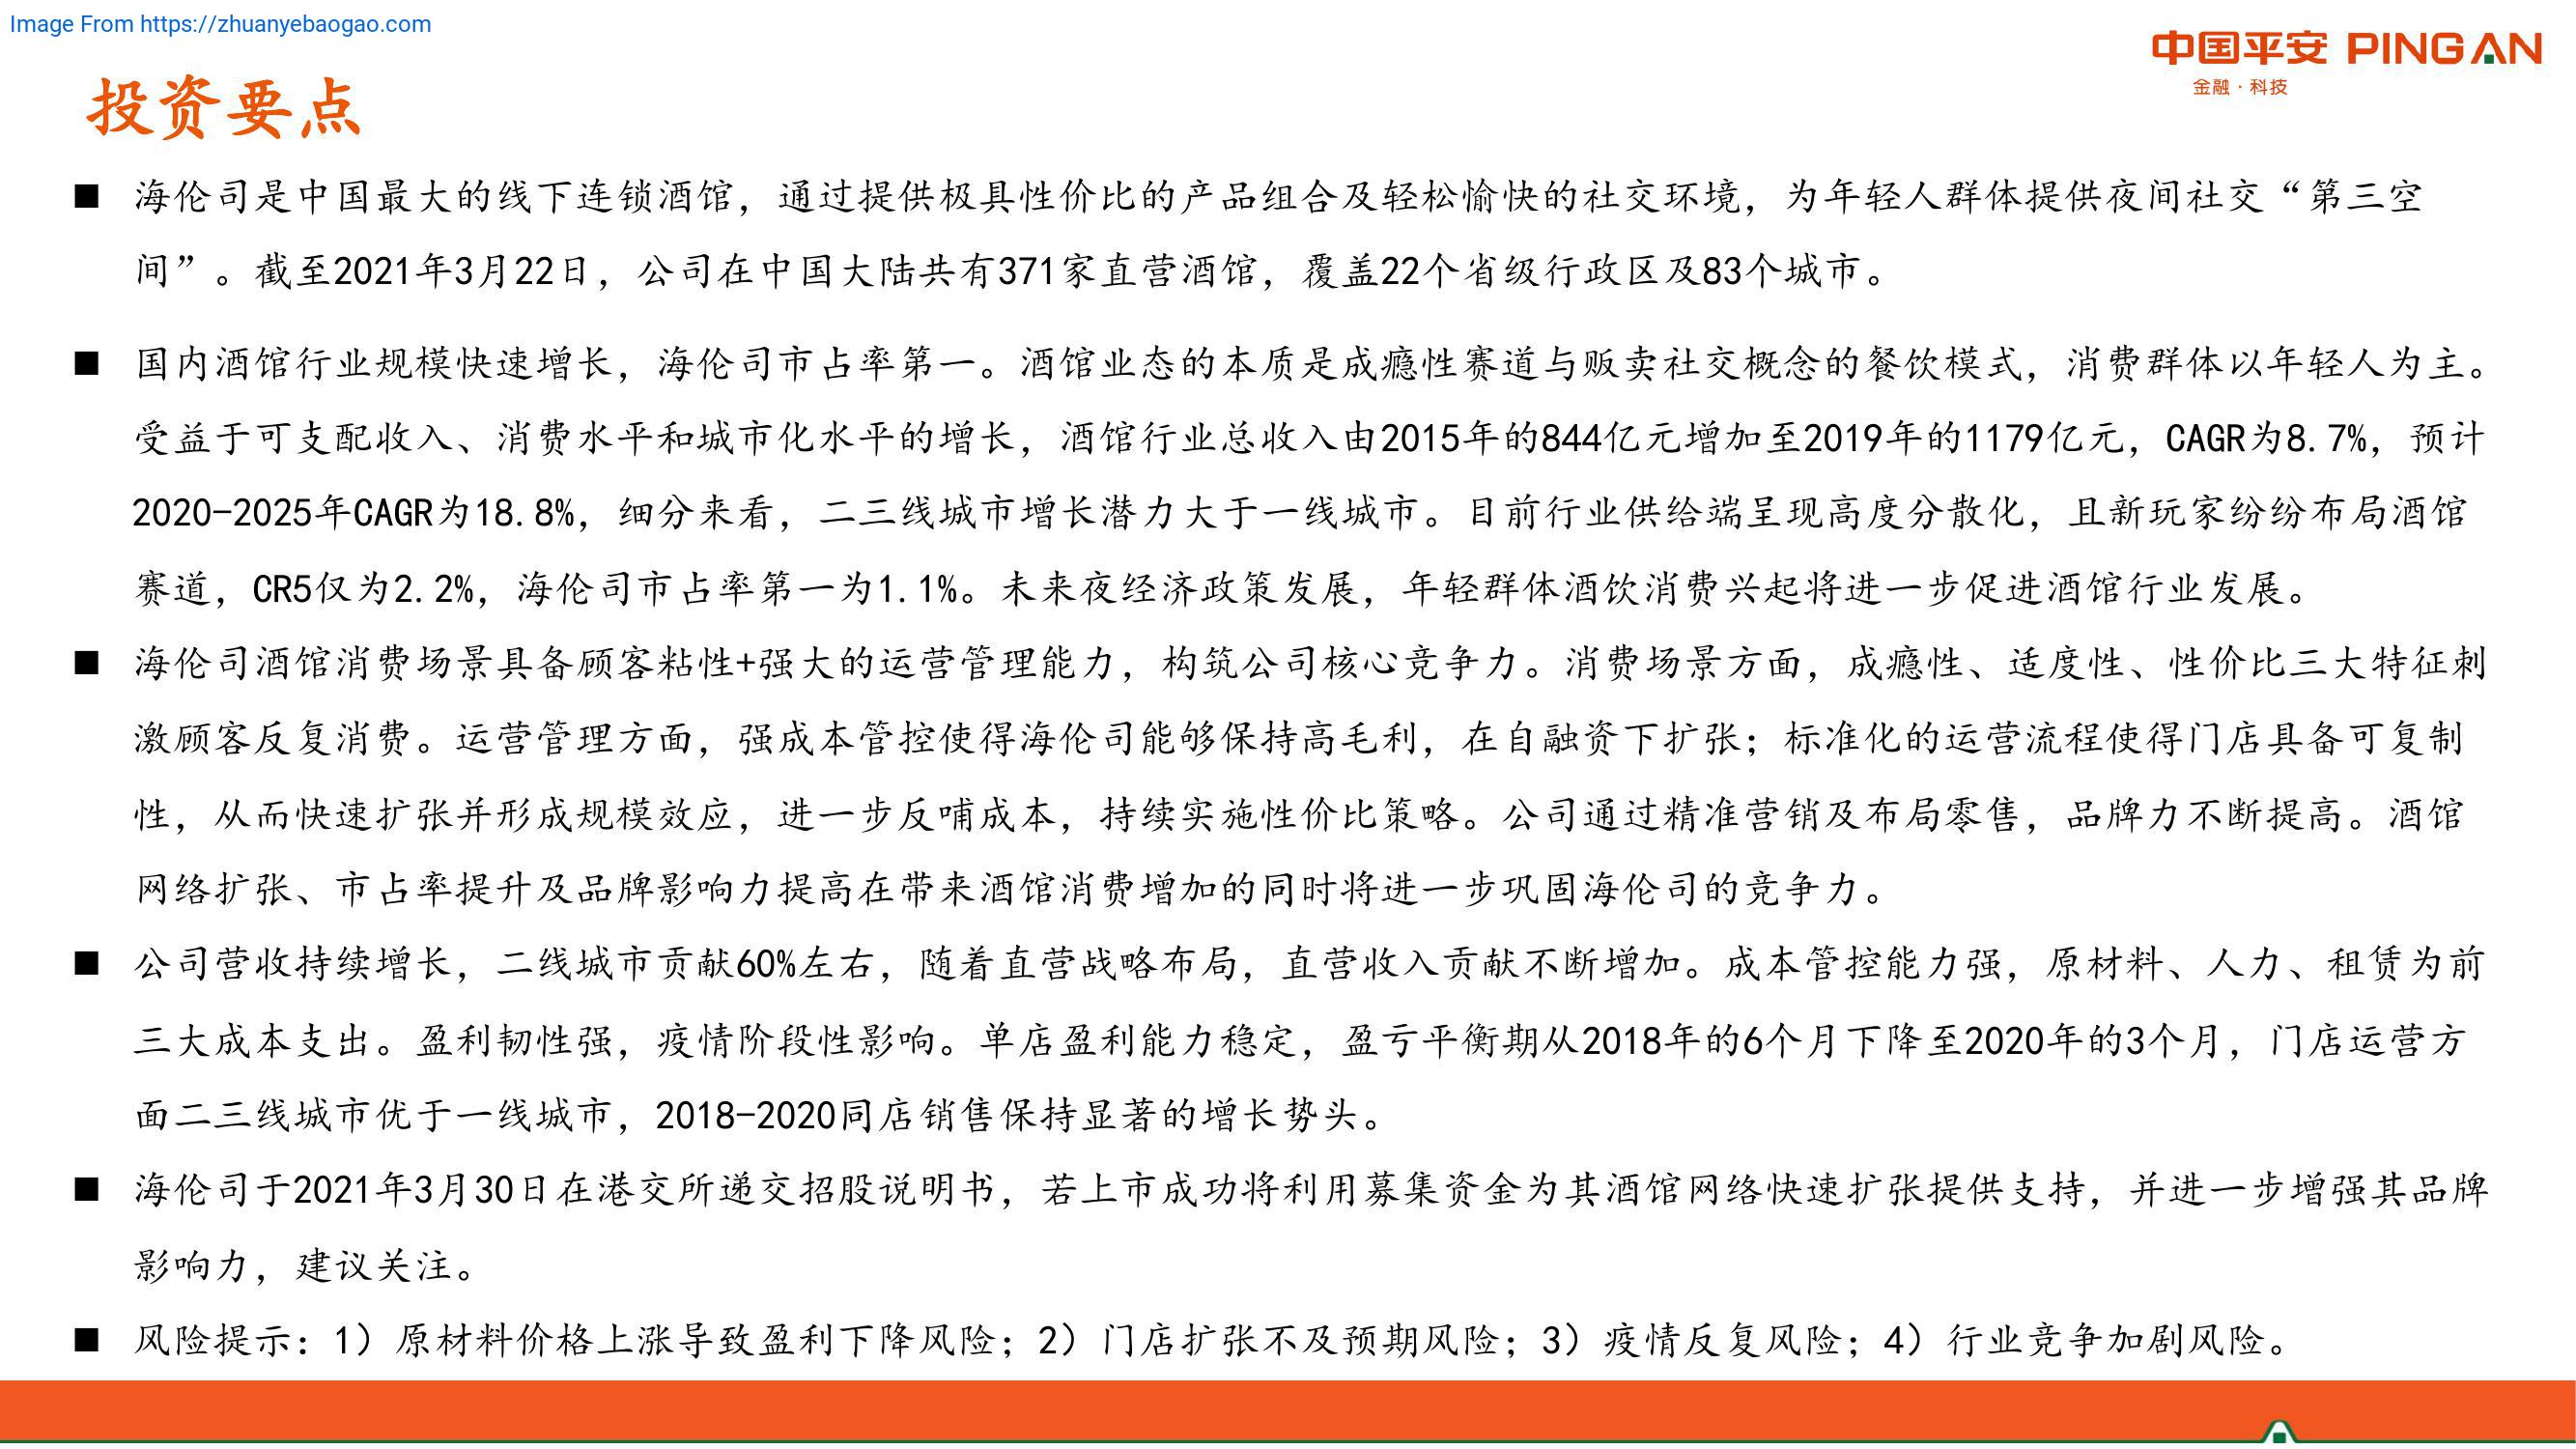 Image From https://zhuanyebaogao.com
中国平安 PINGAN
金融·科技
投资要点
■ 海伦司是中国最大的线下连锁酒馆，通过提供极具性价比的产品组合及轻松愉快的社交环境，为年轻人群体提供夜间社交“第三空
间”。截至2021年3月22日，公司在中国大陆共有371家直营酒馆，覆盖22个省级行政区及83个城市。
■ 国内酒馆行业规模快速增长，海伦司市占率第一。酒馆业态的本质是成瘾性赛道与贩卖社交概念的餐饮模式，消费群体以年轻人为主。
受益于可支配收入、消费水平和城市化水平的增长，酒馆行业总收入由2015年的844亿元增加至2019年的1179亿元，CAGR为8.7%，预计
2020-2025年CAGR为18.8%，细分来看，二三线城市增长潜力大于一线城市。目前行业供给端呈现高度分散化，且新玩家纷纷布局酒馆
赛道，CR5仅为2.2%，海伦司市占率第一为1.1%。未来夜经济政策发展，年轻群体酒饮消费兴起将进一步促进酒馆行业发展。
■ 海伦司酒馆消费场景具备顾客粘性+强大的运营管理能力，构筑公司核心竞争力。消费场景方面，成瘾性、适度性、性价比三大特征刺
激顾客反复消费。运营管理方面，强成本管控使得海伦司能够保持高毛利，在自融资下扩张；标准化的运营流程使得门店具备可复制
性，从而快速扩张并形成规模效应，进一步反哺成本，持续实施性价比策略。公司通过精准营销及布局零售，品牌力不断提高。酒馆
网络扩张、市占率提升及品牌影响力提高在带来酒馆消费增加的同时将进一步巩固海伦司的竞争力。
■ 公司营收持续增长，二线城市贡献60%左右，随着直营战略布局，直营收入贡献不断增加。成本管控能力强，原材料、人力、租赁为前
三大成本支出。盈利韧性强，疫情阶段性影响。单店盈利能力稳定，盈亏平衡期从2018年的6个月下降至2020年的3个月，门店运营方
面二三线城市优于一线城市，2018-2020同店销售保持显著的增长势头。
■ 海伦司于2021年3月30日在港交所递交招股说明书，若上市成功将利用募集资金为其酒馆网络快速扩张提供支持，并进一步增强其品牌
影响力，建议关注。
■ 风险提示：1）原材料价格上涨导致盈利下降风险；2）门店扩张不及预期风险；3）疫情反复风险；4）行业竞争加剧风险。